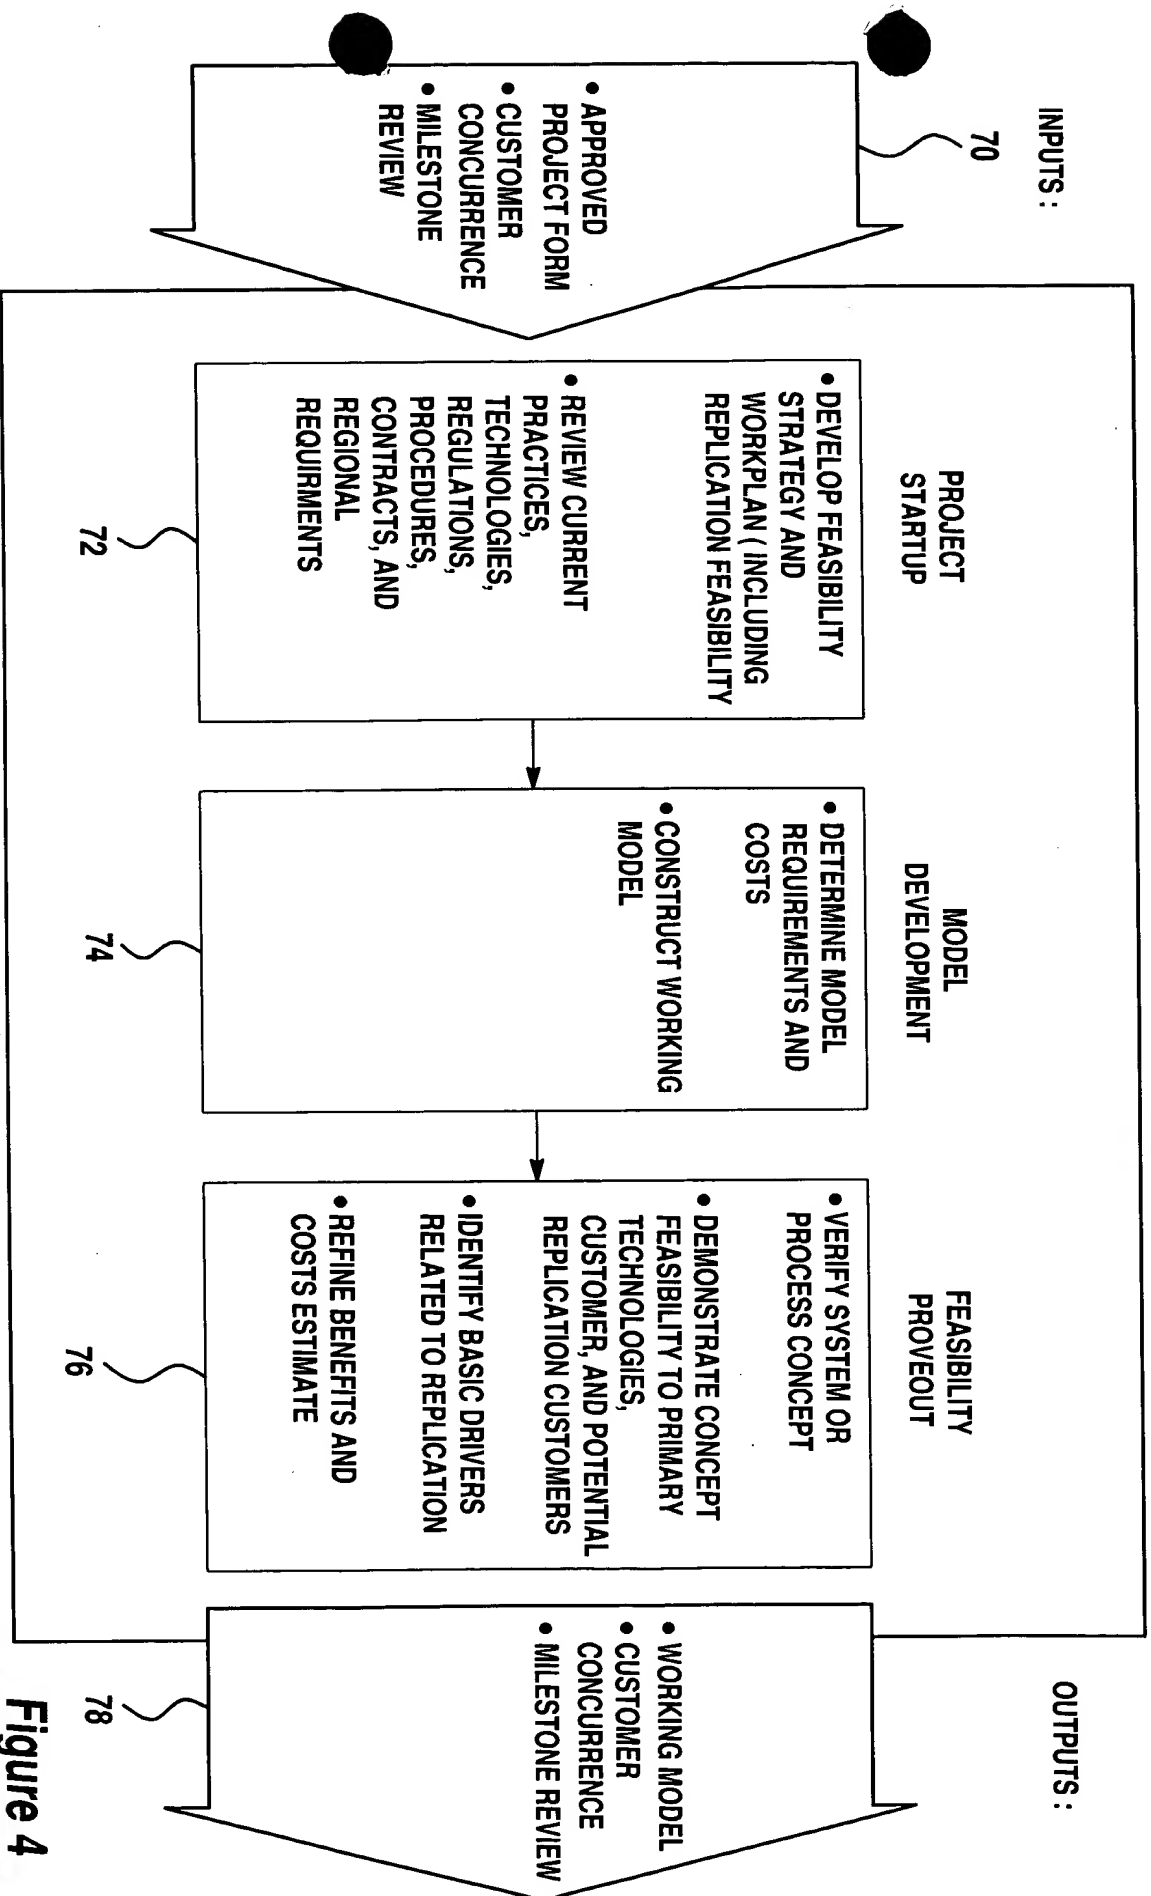 INPUTS :
70
• APPROVED
PROJECT FORM
• CUSTOMER
CONCURRENCE
• MILESTONE
REVIEW
PROJECT
STARTUP
• DEVELOP FEASIBILITY
STRATEGY AND
WORKPLAN ( INCLUDING
REPLICATION FEASIBILITY
• REVIEW CURRENT
PRACTICES,
TECHNOLOGIES,
REGULATIONS,
PROCEDURES,
CONTRACTS, AND
REGIONAL
REQUIRMENTS
72
MODEL
DEVELOPMENT
• DETERMINE MODEL
REQUIREMENTS AND
COSTS
• CONSTRUCT WORKING
MODEL
74
FEASIBILITY
PROVEOUT
• VERIFY SYSTEM OR
PROCESS CONCEPT
• DEMONSTRATE CONCEPT
FEASIBILITY TO PRIMARY
TECHNOLOGIES,
CUSTOMER, AND POTENTIAL
REPLICATION CUSTOMERS
• IDENTIFY BASIC DRIVERS
RELATED TO REPLICATION
• REFINE BENEFITS AND
COSTS ESTIMATE
76
OUTPUTS :
• WORKING MODEL
• CUSTOMER
CONCURRENCE
• MILESTONE REVIEW
78
Figure 4